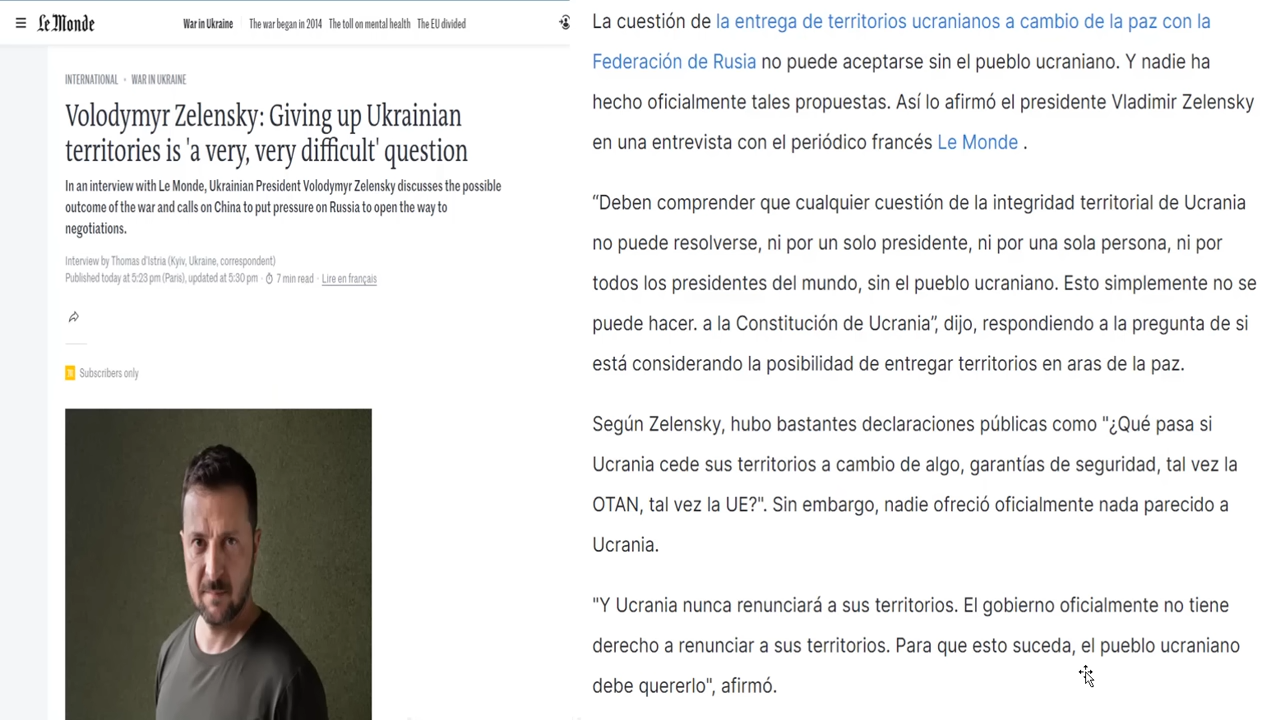 Le Monde
War in Ukraine The war began in 2014 The toll on mental health The EU divided
INTERNATIONAL • WAR IN UKRAINE
Volodymyr Zelensky: Giving up Ukrainian
territories is 'a very, very difficult' question
In an interview with Le Monde, Ukrainian President Volodymyr Zelensky discusses the possible
outcome of the war and calls on China to put pressure on Russia to open the way to
negotiations.
Interview by Thomas d'Istria (Kyiv, Ukraine, correspondent)
Published today at 5:23 pm (Paris), updated at 5:30 pm · 7 min read · Lire en français
Subscribers only
La cuestión de la entrega de territorios ucranianos a cambio de la paz con la
Federación de Rusia no puede aceptarse sin el pueblo ucraniano. Y nadie ha
hecho oficialmente tales propuestas. Así lo afirmó el presidente Vladimir Zelensky
en una entrevista con el periódico francés Le Monde .
“Deben comprender que cualquier cuestión de la integridad territorial de Ucrania
no puede resolverse, ni por un solo presidente, ni por una sola persona, ni por
todos los presidentes del mundo, sin el pueblo ucraniano. Esto simplemente no se
puede hacer. a la Constitución de Ucrania”, dijo, respondiendo a la pregunta de si
está considerando la posibilidad de entregar territorios en aras de la paz.
Según Zelensky, hubo bastantes declaraciones públicas como "¿Qué pasa si
Ucrania cede sus territorios a cambio de algo, garantías de seguridad, tal vez la
OTAN, tal vez la UE?". Sin embargo, nadie ofreció oficialmente nada parecido a
Ucrania.
"Y Ucrania nunca renunciará a sus territorios. El gobierno oficialmente no tiene
derecho a renunciar a sus territorios. Para que esto suceda, el pueblo ucraniano
debe quererlo", afirmó.